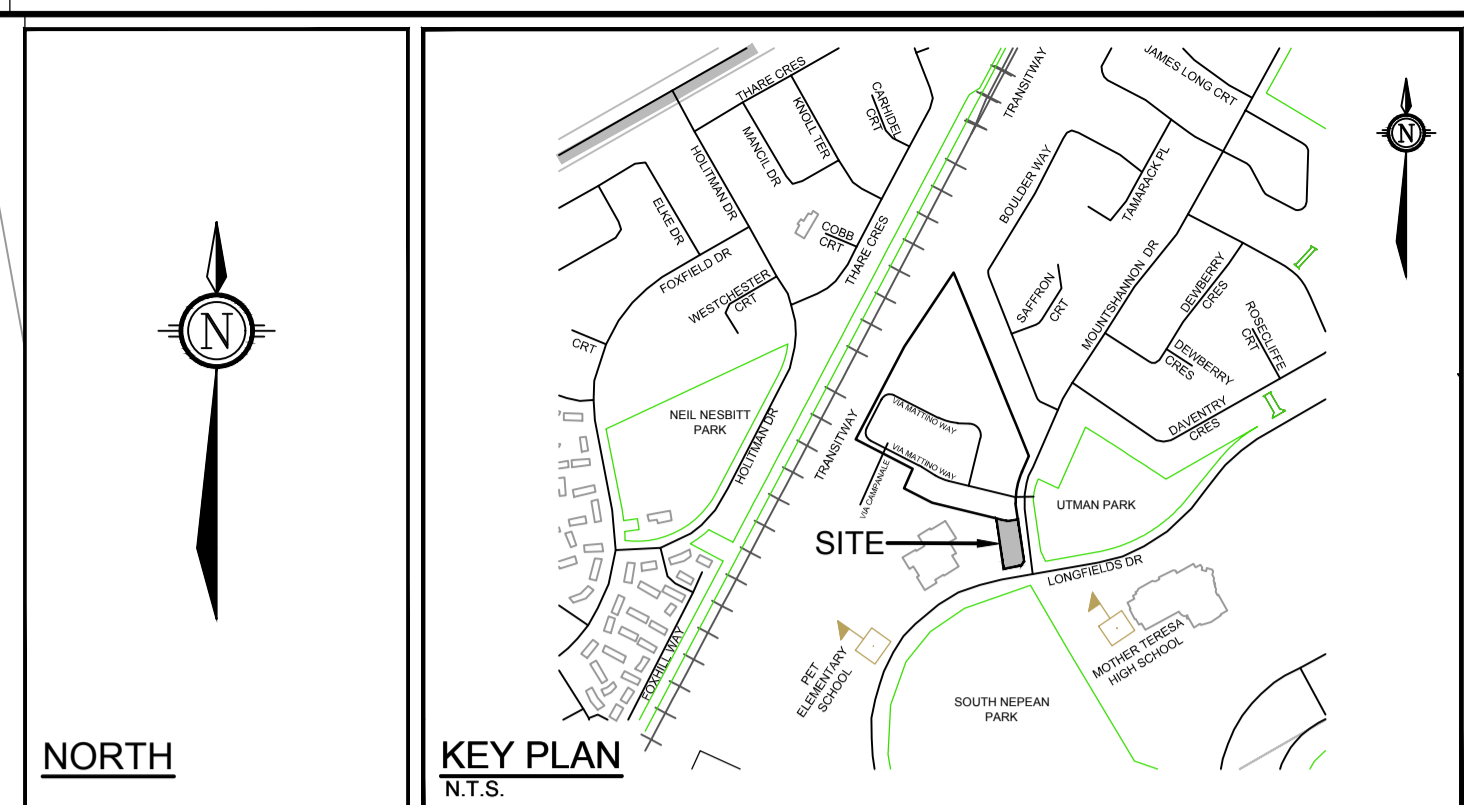 N
NORTH
THARE CRES
KNOLL TER
MANCIL DR
CARHIDEL
CRT
HOLITMAN DR
ELKE DR
COBB
CRT
THARE CRES
FOXFIELD DR
WESTCHESTER
CRT
CRT
TRANSITWAY
JAMES LONG CRT
N
BOULDER WAY
TAMARACK PL
MOUNTSHANNON DR
SAFFRON
CRT
DEWBERRY
CRES
DEWBERRY
CRES
ROSECLIFFE
CRT
DAVENTRY
CRES
NEIL NESBITT
PARK
HOLITMAN DR
TRANSITWAY
VIA MATTINO WAY
VIA MATTINO WAY
VIA CAMPANALE
UTMAN PARK
SITE
LONGFIELDS DR
FOXHILL WAY
PET
ELEMENTARY
SCHOOL
MOTHER TERESA
HIGH SCHOOL
SOUTH NEPEAN
PARK
KEY PLAN
N.T.S.